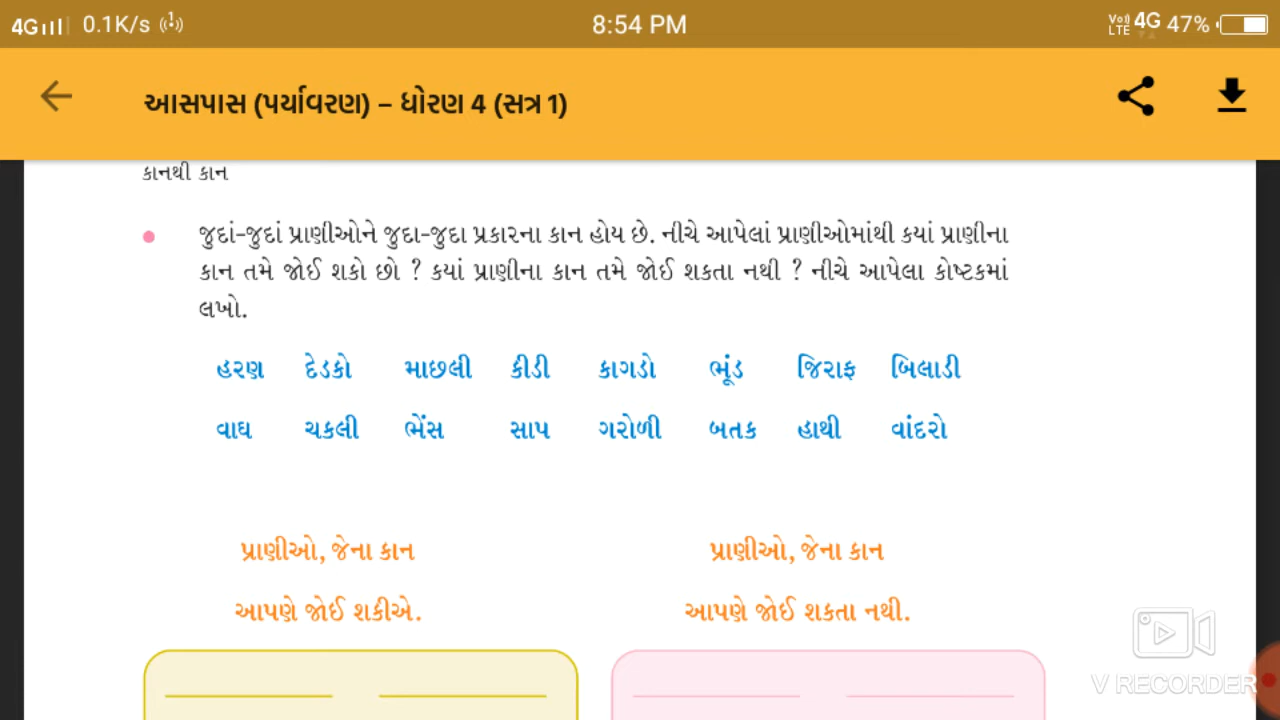 4G 0.1K/s 8:54 PM Vo) LTE 4G 47%
આસપાસ (પર્યાવરણ) – ધોરણ 4 (સત્ર 1)
કાનથી કાન
જુદાં-જુદાં પ્રાણીઓને જુદા-જુદા પ્રકારના કાન હોય છે. નીચે આપેલાં પ્રાણીઓમાંથી કયાં પ્રાણીના
કાન તમે જોઈ શકો છો ? કયાં પ્રાણીના કાન તમે જોઈ શકતા નથી ? નીચે આપેલા કોષ્ટકમાં
લખો.
હરણ દેડકો માછલી કીડી કાગડો ભૂંડ જિરાફ બિલાડી
વાઘ ચકલી ભેંસ સાપ ગરોળી બતક હાથી વાંદરો
પ્રાણીઓ, જેના કાન પ્રાણીઓ, જેના કાન
આપણે જોઈ શકીએ. આપણે જોઈ શકતા નથી.
V RECORDER